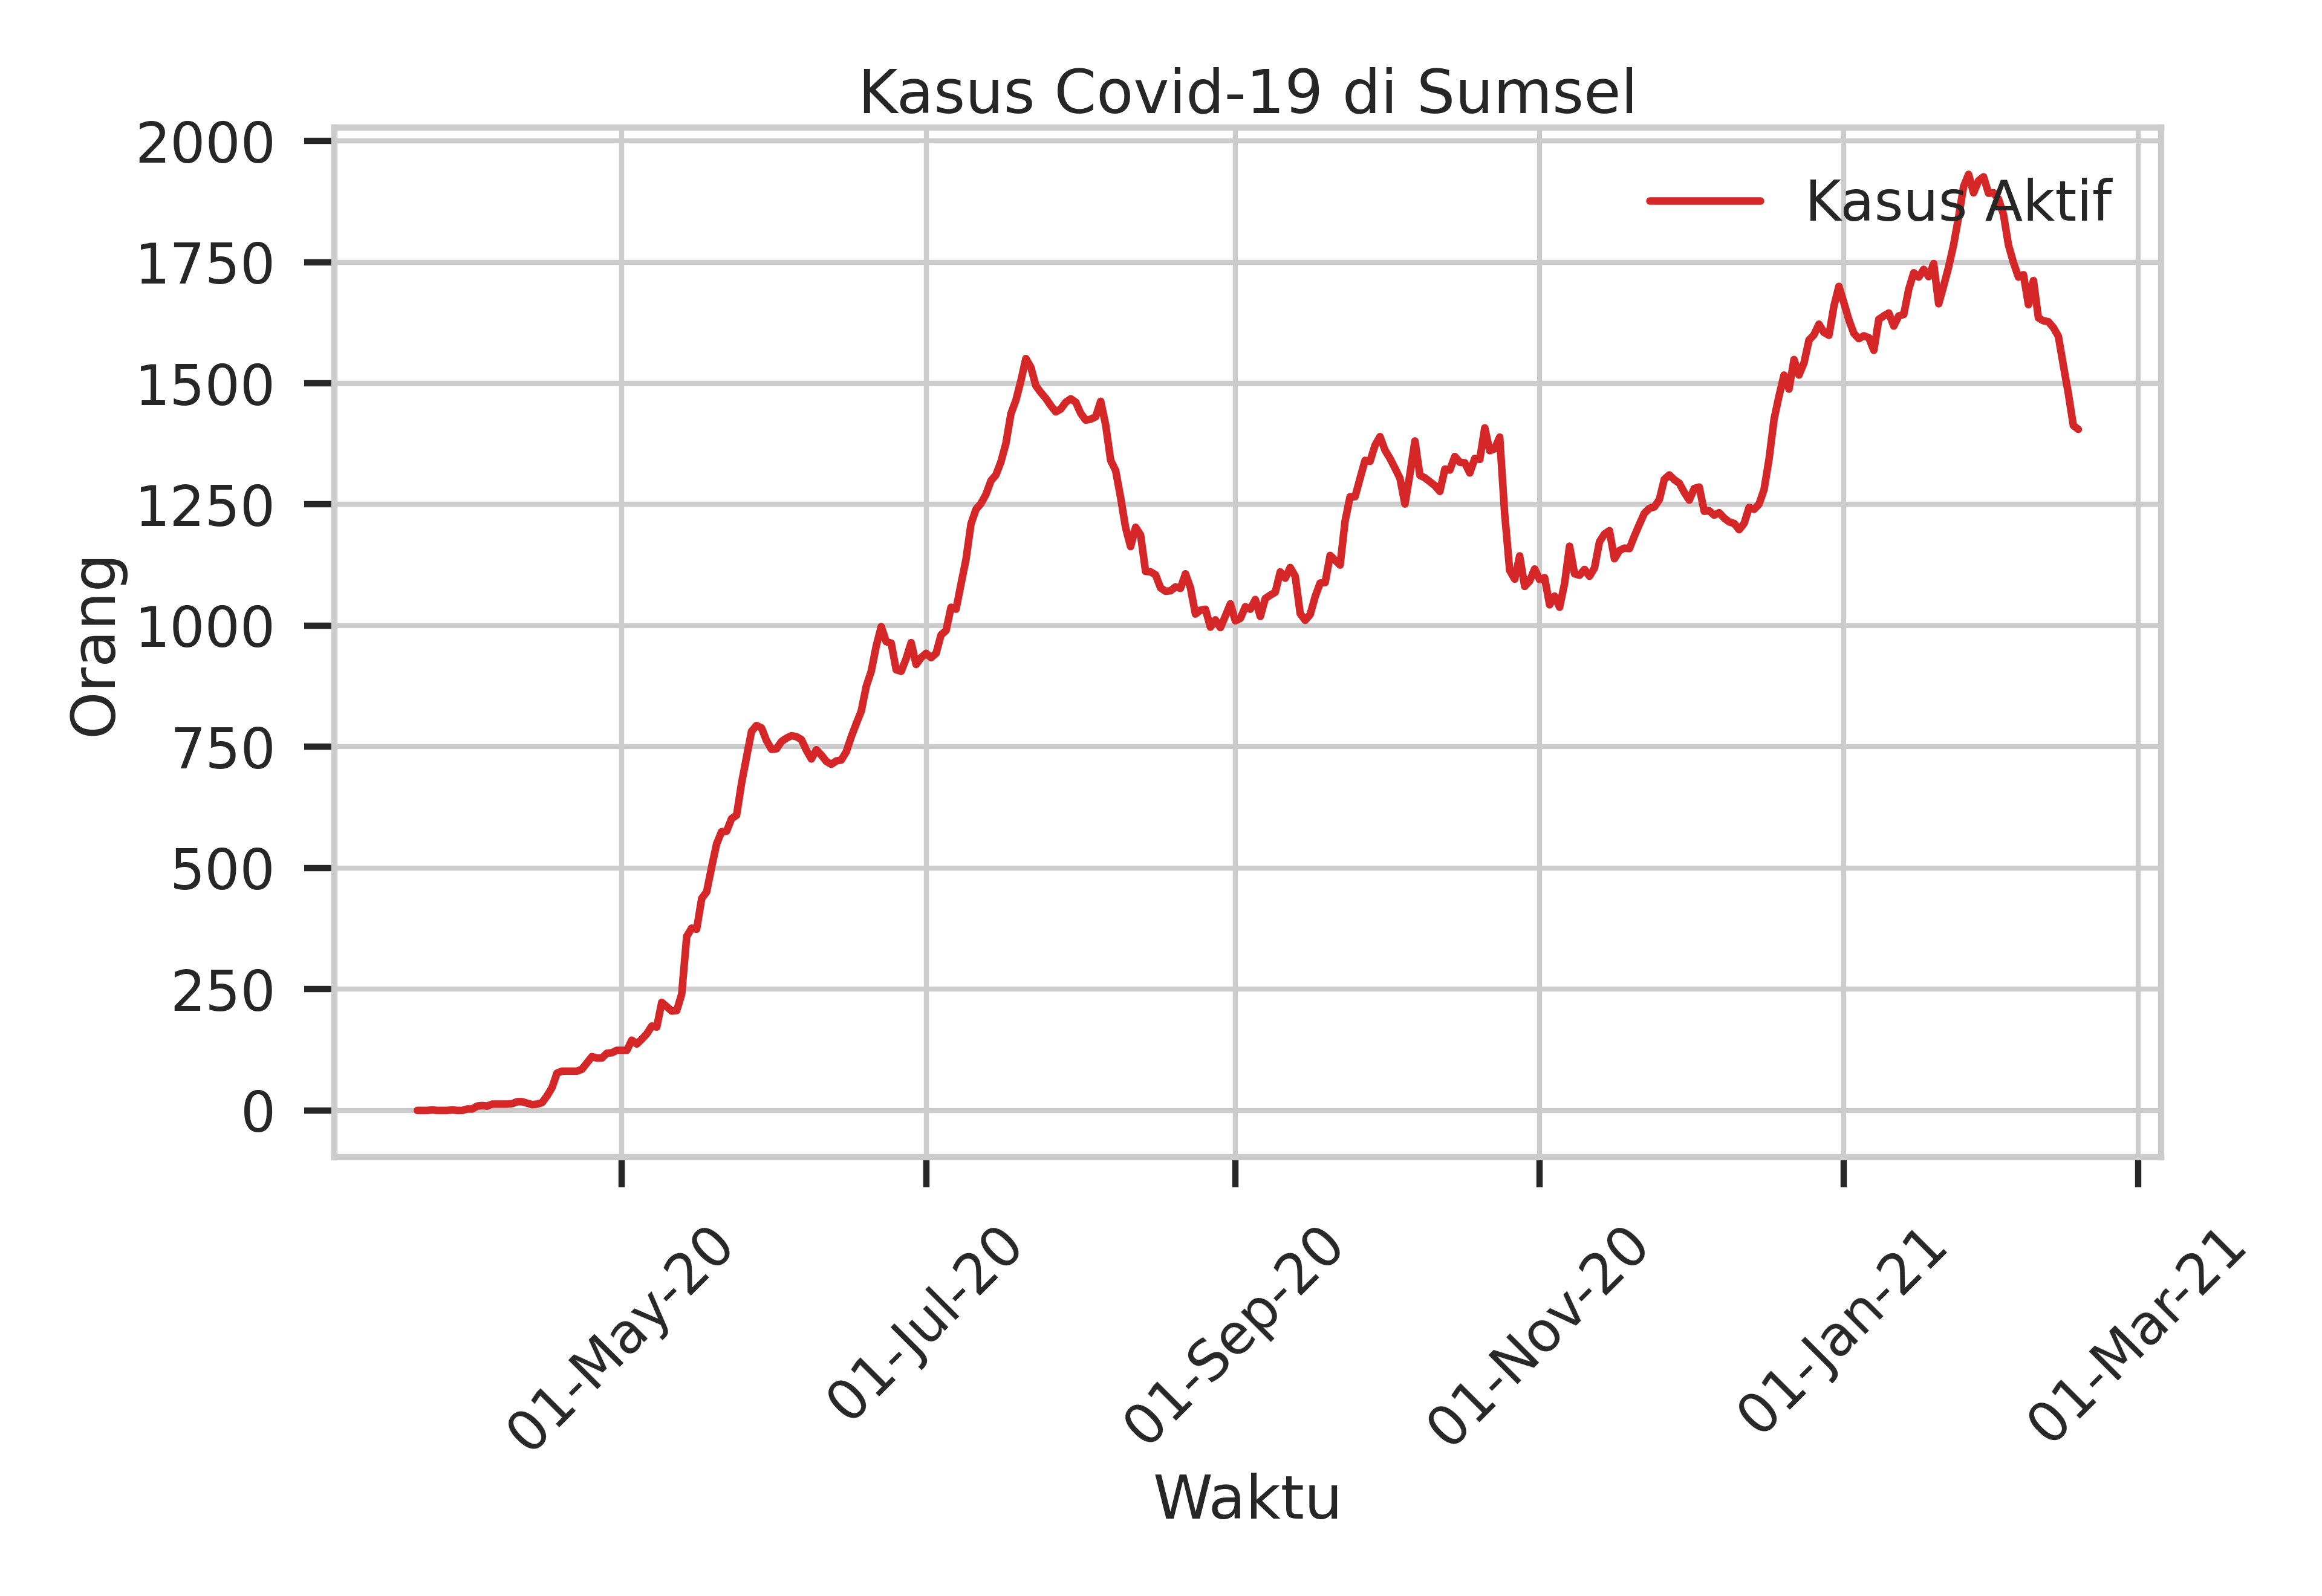 Kasus Covid-19 di Sumsel
2000
1750
1500
1250
1000
750
500
250
0
Orang
Kasus Aktif
01-May-20
01-Jul-20
01-Sep-20
01-Nov-20
01-Jan-21
01-Mar-21
Waktu